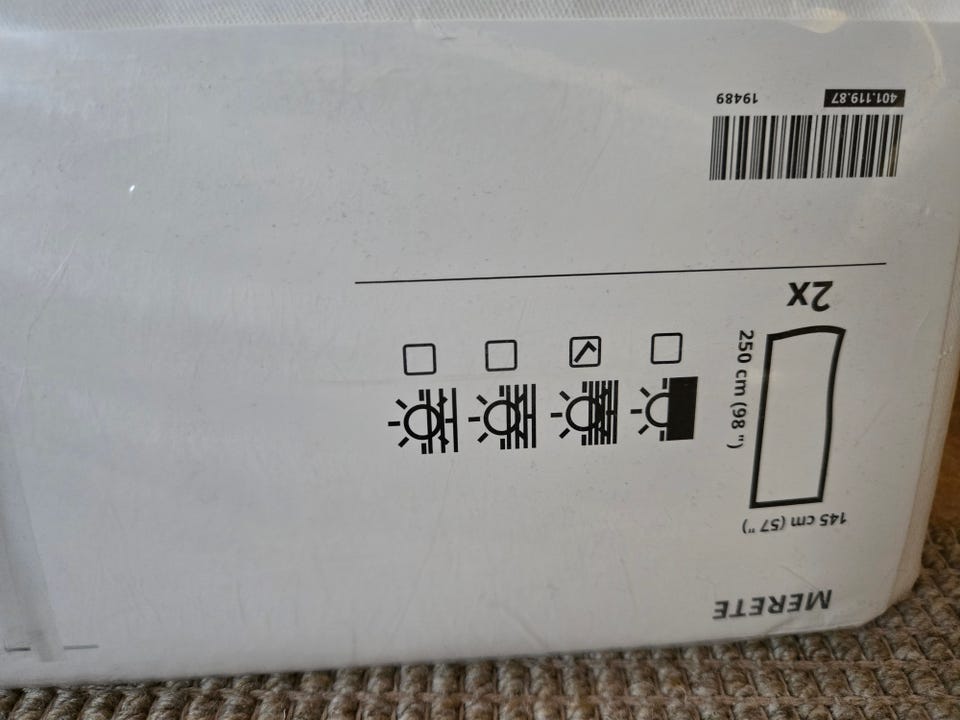 MERETE
145 cm (57 ")
250 cm (98 ")
2x
401.119.87
19489